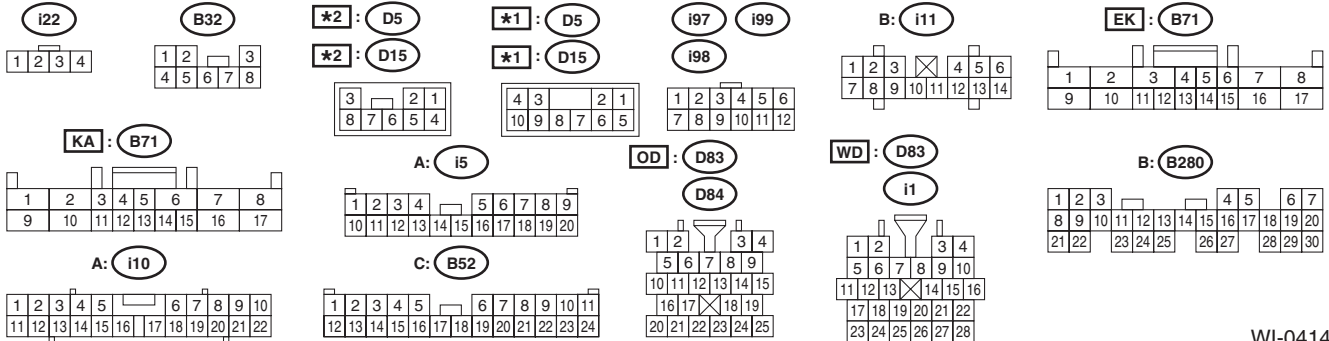 i22
1 2 3 4
B32
1 2 3
4 5 6 7 8
*2 : D5
*2 : D15
3 2 1
8 7 6 5 4
*1 : D5
*1 : D15
4 3 2 1
10 9 8 7 6 5
i97 i99
i98
1 2 3 4 5 6
7 8 9 10 11 12
B: i11
1 2 3 4 5 6
7 8 9 10 11 12 13 14
EK : B71
1 2 3 4 5 6 7 8
9 10 11 12 13 14 15 16 17
KA : B71
1 2 3 4 5 6 7 8
9 10 11 12 13 14 15 16 17
A: i5
1 2 3 4 5 6 7 8 9
10 11 12 13 14 15 16 17 18 19 20
OD : D83
D84
1 2 3 4
5 6 7 8 9
10 11 12 13 14 15
16 17 18 19
20 21 22 23 24 25
WD : D83
i1
1 2 3 4
5 6 7 8 9 10
11 12 13 14 15 16
17 18 19 20 21 22
23 24 25 26 27 28
B: B280
1 2 3 4 5 6 7
8 9 10 11 12 13 14 15 16 17 18 19 20
21 22 23 24 25 26 27 28 29 30
A: i10
1 2 3 4 5 6 7 8 9 10
11 12 13 14 15 16 17 18 19 20 21 22
C: B52
1 2 3 4 5 6 7 8 9 10 11
12 13 14 15 16 17 18 19 20 21 22 23 24
WI-0414